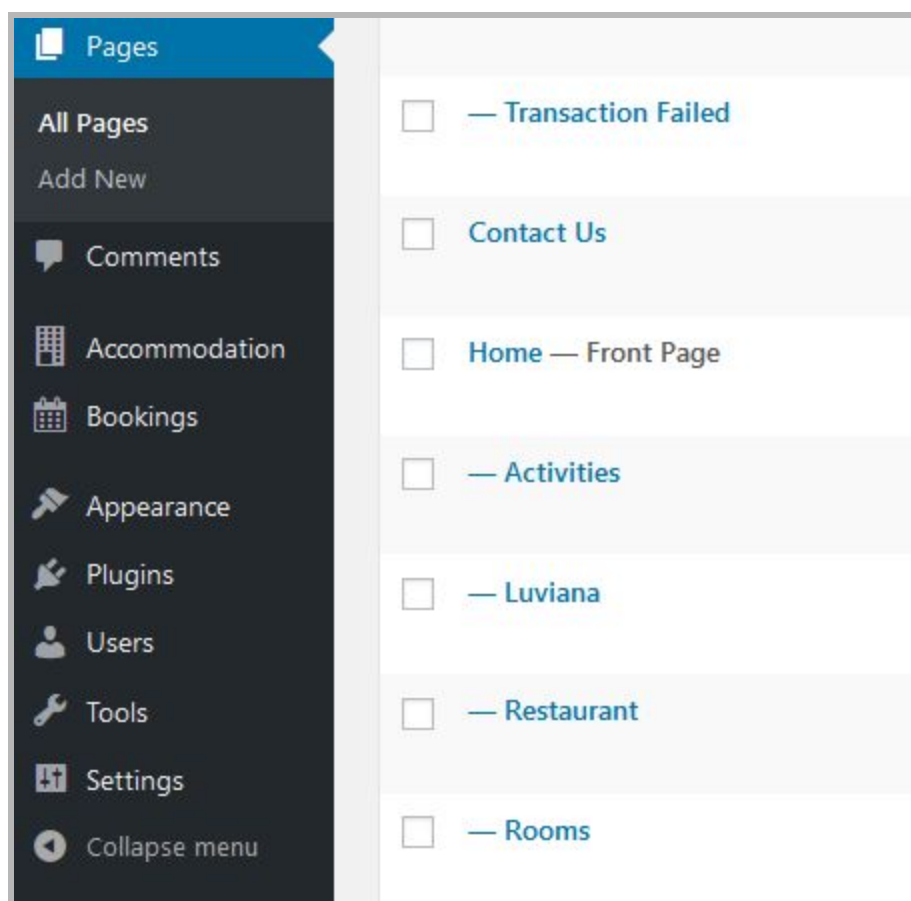 Pages
All Pages
Add New
Comments
Accommodation
Bookings
Appearance
Plugins
Users
Tools
Settings
Collapse menu
— Transaction Failed
Contact Us
Home — Front Page
— Activities
— Luviana
— Restaurant
— Rooms